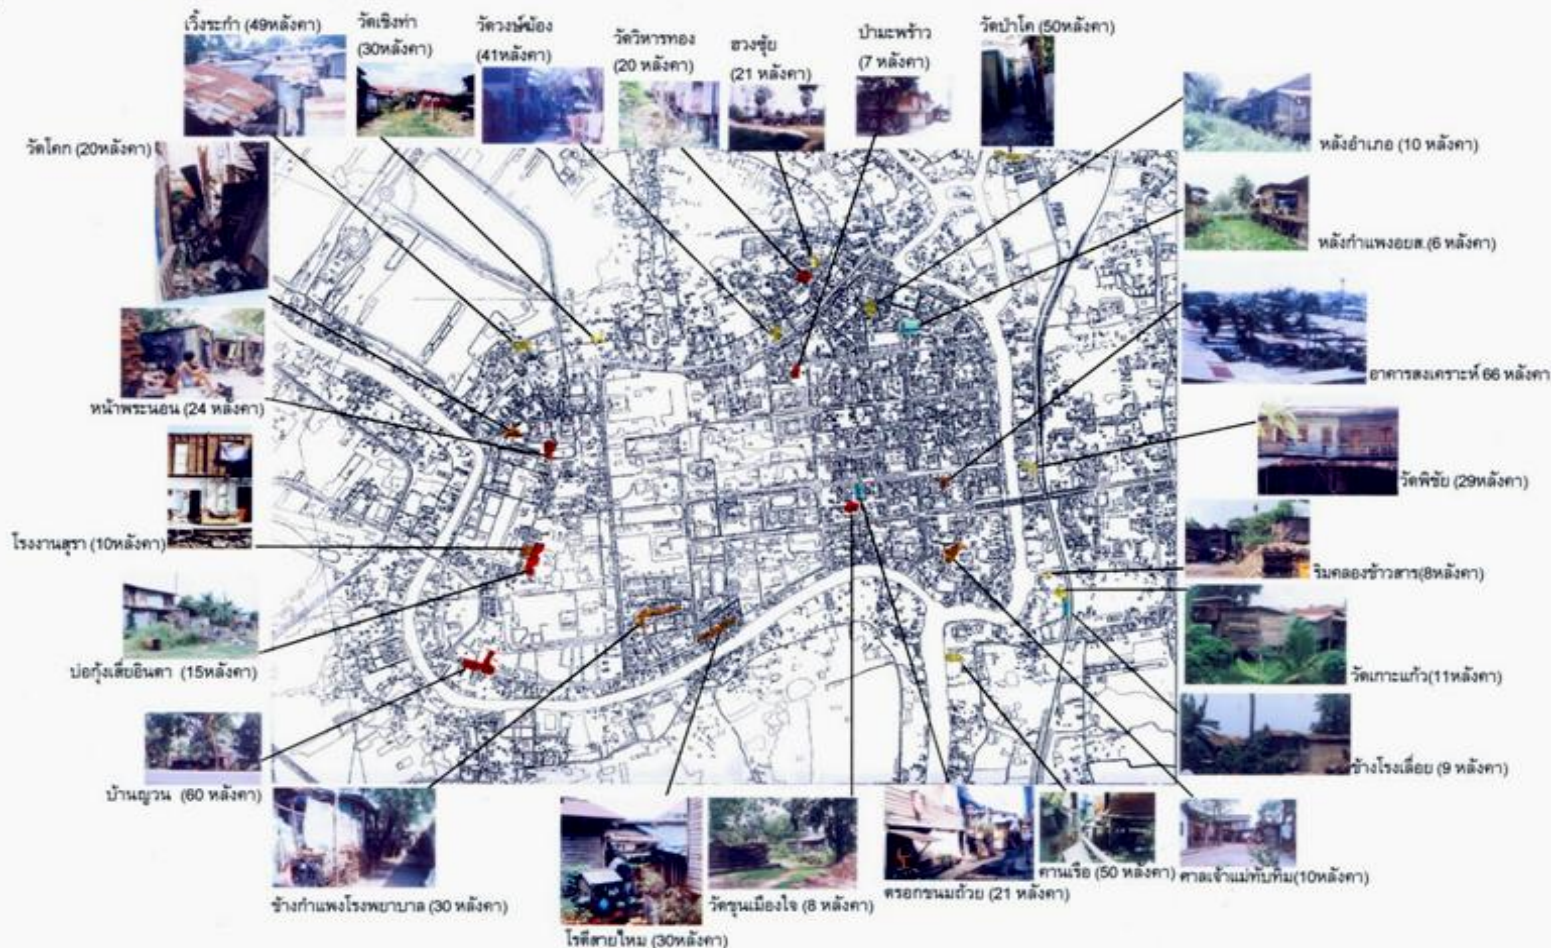 เวิ้งระกำ (49หลังคา)
วัดเชิงท่า
(30หลังคา)
วัดวงษ์ฆ้อง
(41หลังคา)
วัดวิหารทอง
(20 หลังคา)
ฮวงซุ้ย
(21 หลังคา)
ป่ามะพร้าว
(7 หลังคา)
วัดป่าโค (50หลังคา)
หลังอำเภอ (10 หลังคา)
วัดโคก (20หลังคา)
หลังกำแพงอยส.(6 หลังคา)
อาคารสงเคราะห์ 66 หลังคา
หน้าพระนอน (24 หลังคา)
วัดพิชัย (29หลังคา)
โรงงานสุรา (10หลังคา)
ริมคลองข้าวสาร(8หลังคา)
บ่อกุ้งเสี่ยอินดา (15หลังคา)
วัดเกาะแก้ว(11หลังคา)
บ้านญวน (60 หลังคา)
ข้างโรงเลื่อย (9 หลังคา)
ข้างกำแพงโรงพยาบาล (30 หลังคา)
โรตีสายไหม (30หลังคา)
วัดขุนเมืองใจ (8 หลังคา)
ตรอกขนมถ้วย (21 หลังคา)
คานเรือ (50 หลังคา)
ศาลเจ้าแม่ทับทิม(10หลังคา)